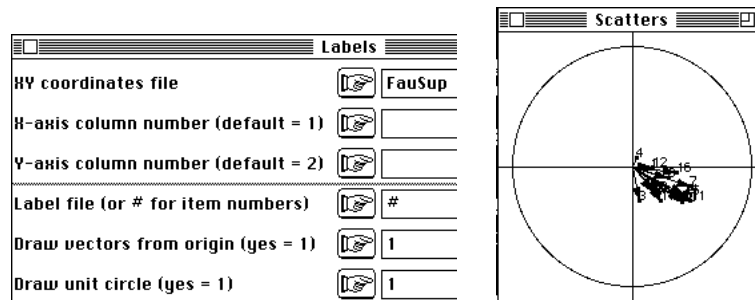 Labels
XY coordinates file FauSup
X-axis column number (default = 1)
Y-axis column number (default = 2)
Label file (or # for item numbers) #
Draw vectors from origin (yes = 1) 1
Draw unit circle (yes = 1) 1
Scatters
4
12
16
7
3